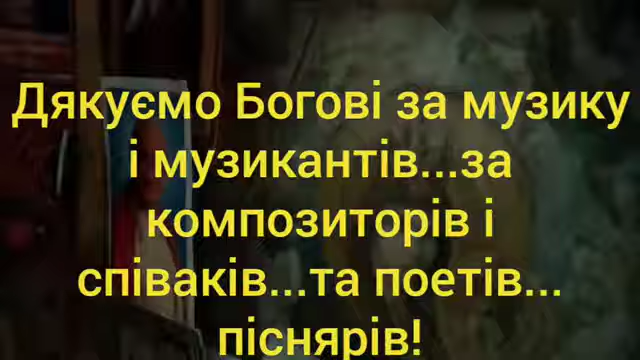 Дякуємо Богові за музику
і музикантів...за
композиторів і
співаків...та поетів...
піснярів!